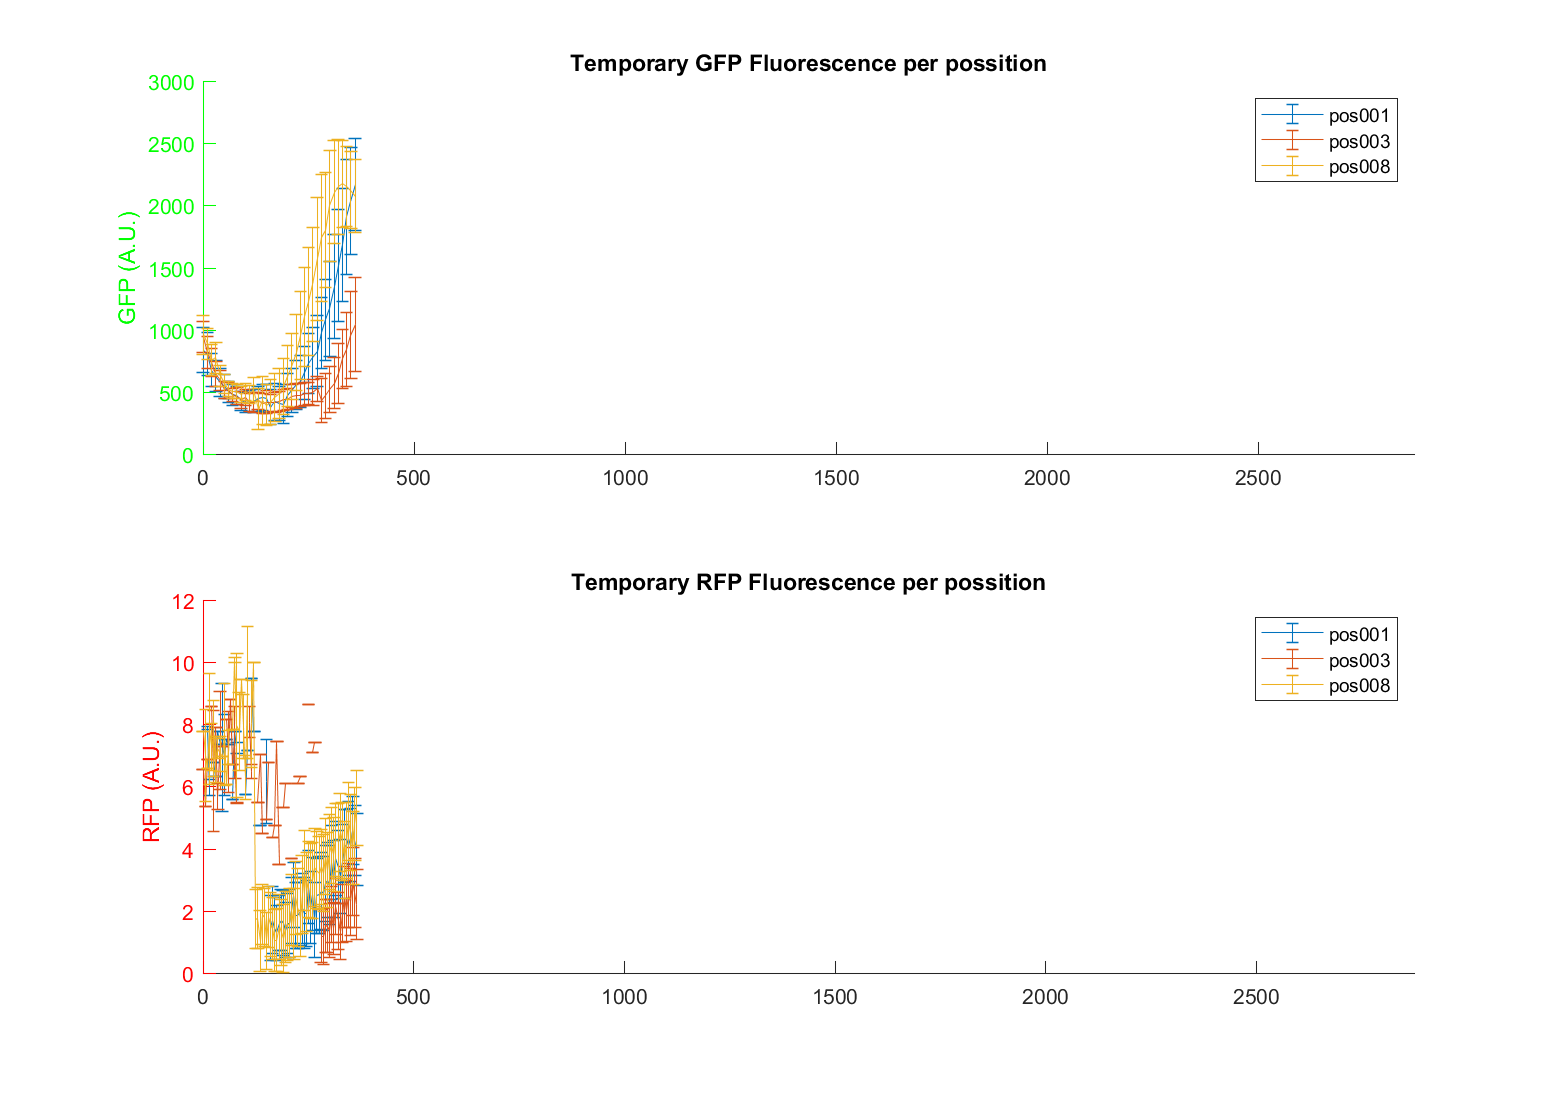 Temporary GFP Fluorescence per possition
3000
2500
2000
1500
1000
500
0
GFP (A.U.)
pos001
pos003
pos008
0 500 1000 1500 2000 2500
Temporary RFP Fluorescence per possition
12
10
8
6
4
2
0
RFP (A.U.)
pos001
pos003
pos008
0 500 1000 1500 2000 2500